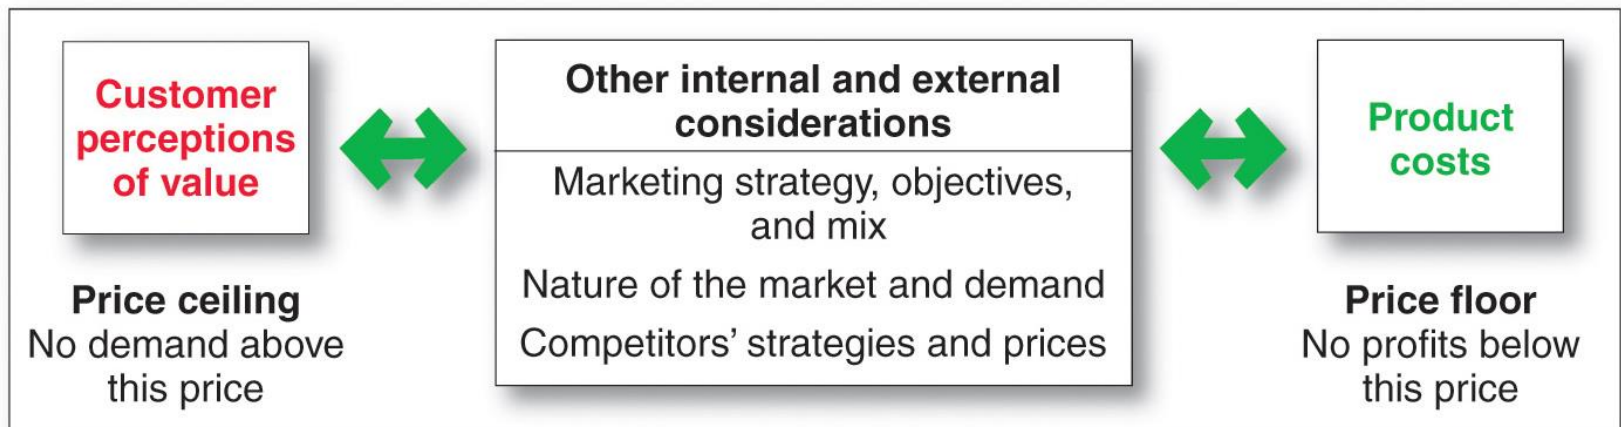 Customer
perceptions
of value
Price ceiling
No demand above
this price
Other internal and external
considerations
Marketing strategy, objectives,
and mix
Nature of the market and demand
Competitors’ strategies and prices
Product
costs
Price floor
No profits below
this price